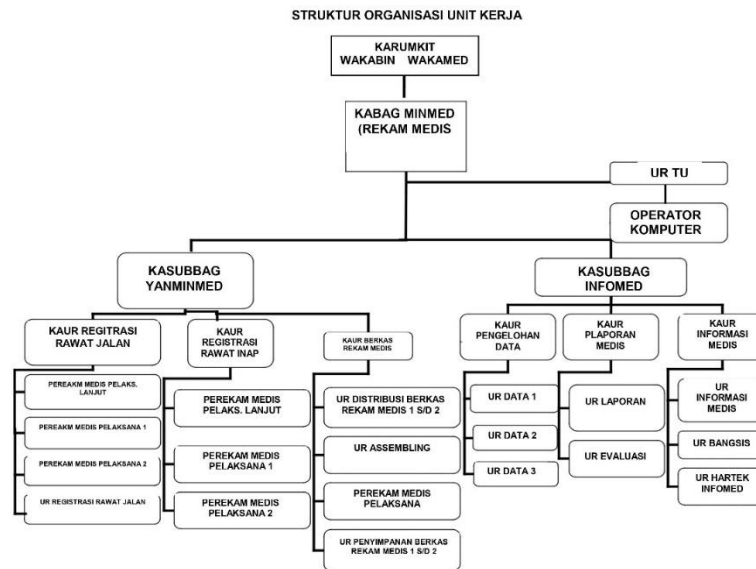 STRUKTUR ORGANISASI UNIT KERJA
KARUMKIT
WAKABIN WAKAMED
KABAG MINMED
(REKAM MEDIS
UR TU
OPERATOR
KOMPUTER
KASUBBAG
YANMINMED
KASUBBAG
INFOMED
KAUR REGITRASI
RAWAT JALAN
KAUR
REGISTRASI
RAWAT INAP
KAUR BERKAS
REKAM MEDIS
KAUR
PENGELOHAN
DATA
KAUR
PLAPORAN
MEDIS
KAUR
INFORMASI
MEDIS
PEREAKM MEDIS PELAKS.
LANJUT
PEREAKM MEDIS PELAKSANA 1
PEREKAM MEDIS PELAKSANA 2
UR REGISTRASI RAWAT JALAN
PEREKAM MEDIS
PELAKS. LANJUT
PEREKAM MEDIS
PELAKSANA 1
PEREKAM MEDIS
PELAKSANA 2
UR DISTRIBUSI BERKAS
REKAM MEDIS 1 S/D 2
UR ASSEMBLING
PEREKAM MEDIS
PELAKSANA
UR PENYIMPANAN BERKAS
REKAM MEDIS 1 S/D 2
UR DATA 1
UR DATA 2
UR DATA 3
UR LAPORAN
UR EVALUASI
UR
INFORMASI
MEDIS
UR BANGSIS
UR HARTEK
INFOMED